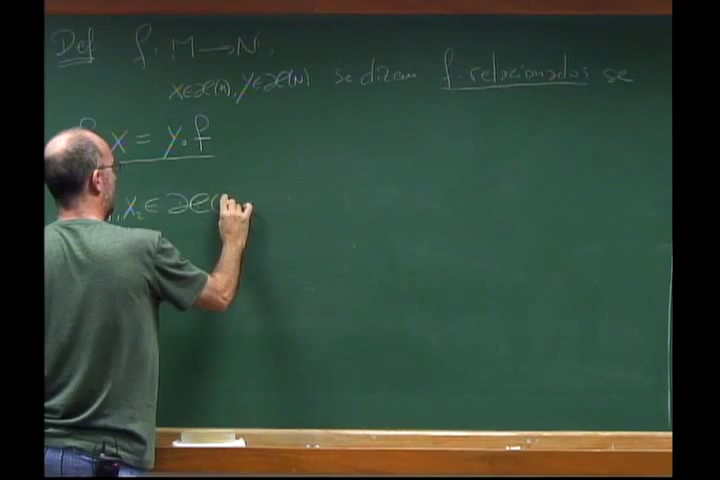 Def f: M → N,
X ∈ 𝒳(M), Y ∈ 𝒳(N) se dizem f-relacionados se
X = Y∘f
X₂ ∈ 𝒳(